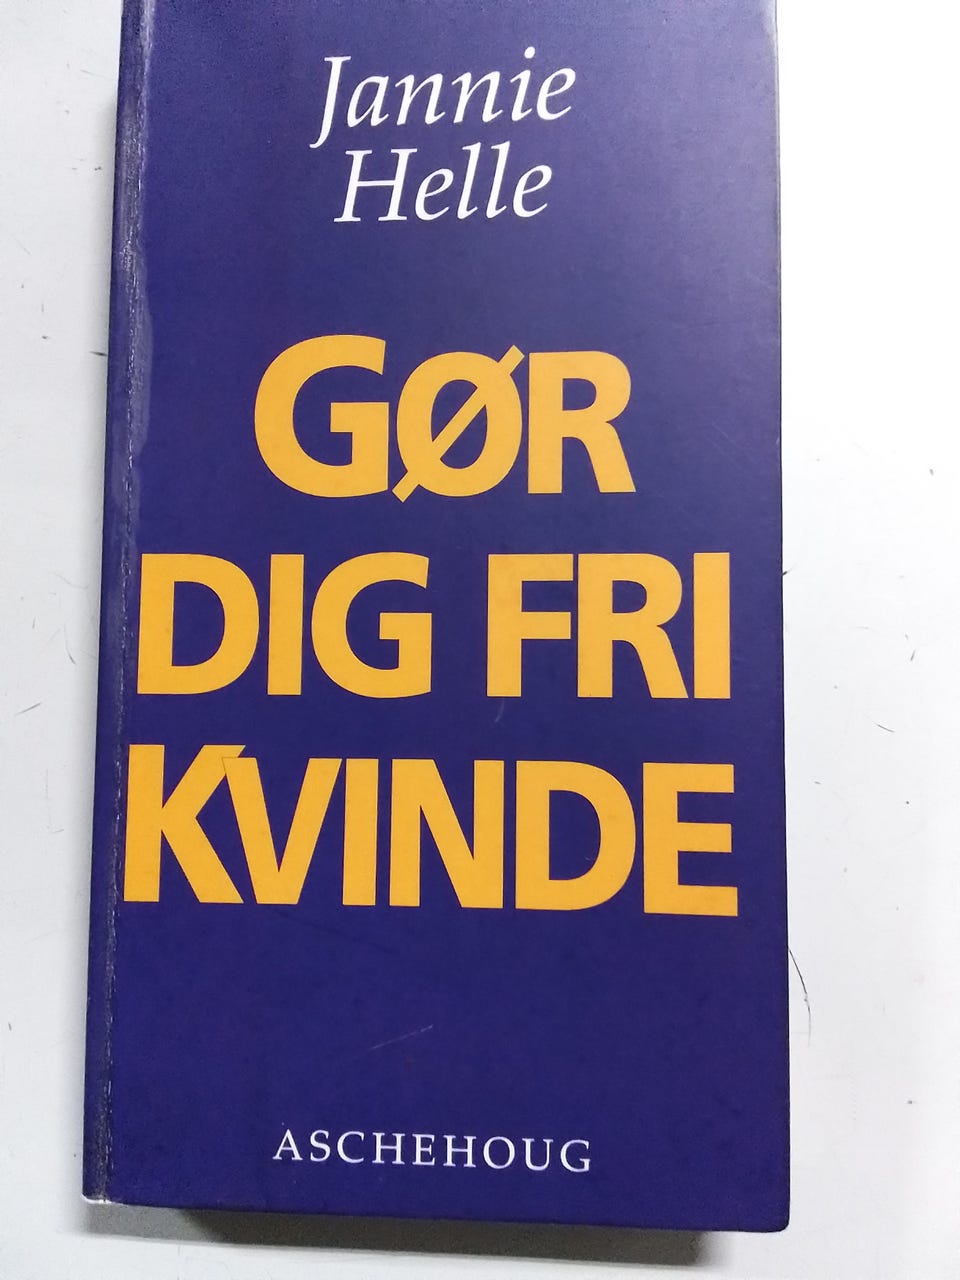 Jannie
Helle
GØR
DIG FRI
KVINDE
ASCHEHOUG